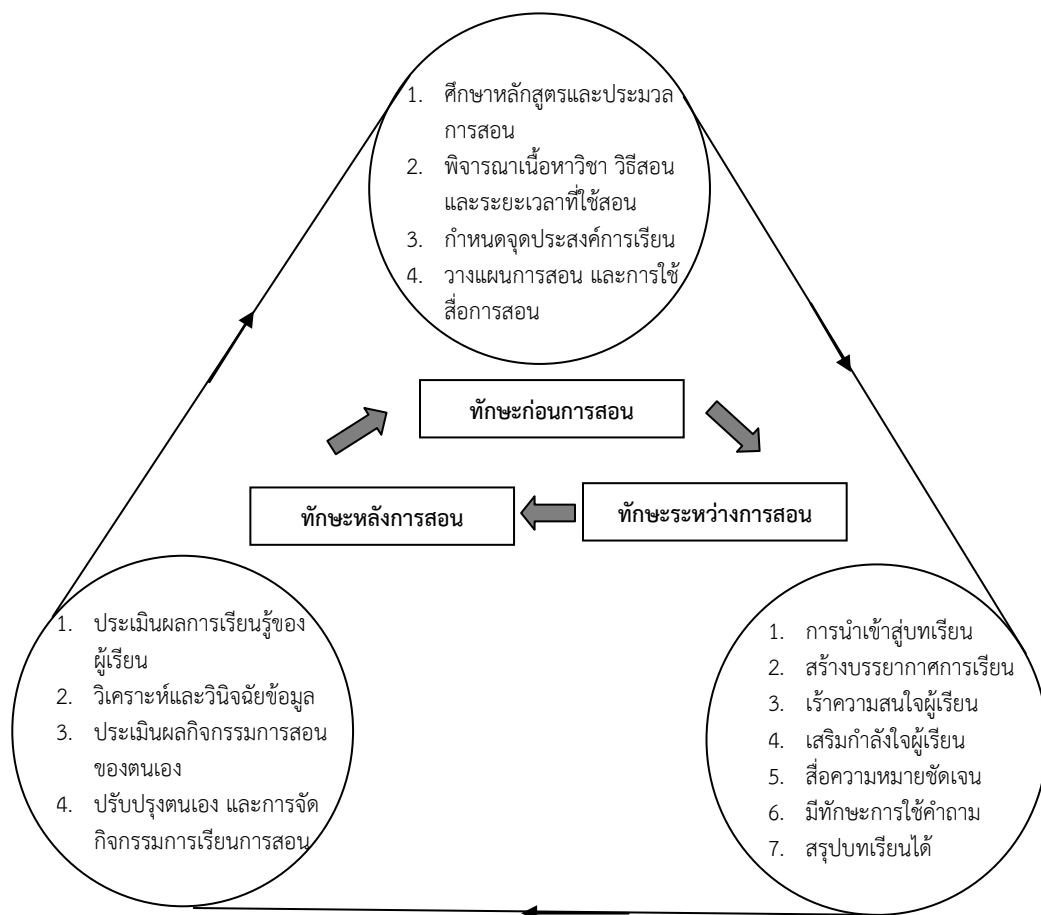 1. ศึกษาหลักสูตรและประมวล
การสอน
2. พิจารณาเนื้อหาวิชา วิธีสอน
และระยะเวลาที่ใช้สอน
3. กำหนดจุดประสงค์การเรียน
4. วางแผนการสอน และการใช้
สื่อการสอน
ทักษะก่อนการสอน
ทักษะหลังการสอน
ทักษะระหว่างการสอน
1. ประเมินผลการเรียนรู้ของ
ผู้เรียน
2. วิเคราะห์และวินิจฉัยข้อมูล
3. ประเมินผลกิจกรรมการสอน
ของตนเอง
4. ปรับปรุงตนเอง และการจัด
กิจกรรมการเรียนการสอน
1. การนำเข้าสู่บทเรียน
2. สร้างบรรยากาศการเรียน
3. เร้าความสนใจผู้เรียน
4. เสริมกำลังใจผู้เรียน
5. สื่อความหมายชัดเจน
6. มีทักษะการใช้คำถาม
7. สรุปบทเรียนได้